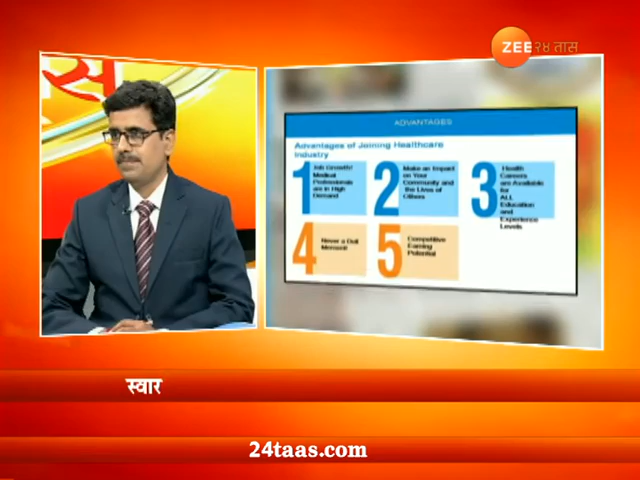 ZEE २४ तास
ADVANTAGES
Advantages of Joining Healthcare
Industry
1
Job Growth!
Medical
Professionals
are in High
Demand
2
Make an Impact
on Your
Community and
the Lives of
Others
3
Health
Careers
are Available
for
ALL
Education
and
Experience
Levels
4
Never a Dull
Moment
5
Competitive
Earning
Potential
स्वार
24taas.com